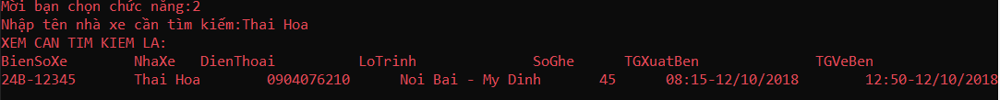 Mời bạn chọn chức năng:2
Nhập tên nhà xe cần tìm kiếm:Thai Hoa
XEM CAN TIM KIEM LA:
BienSoXe NhaXe DienThoai LoTrinh SoGhe TGXuatBen TGVeBen
24B-12345 Thai Hoa 0904076210 Noi Bai - My Dinh 45 08:15-12/10/2018 12:50-12/10/2018